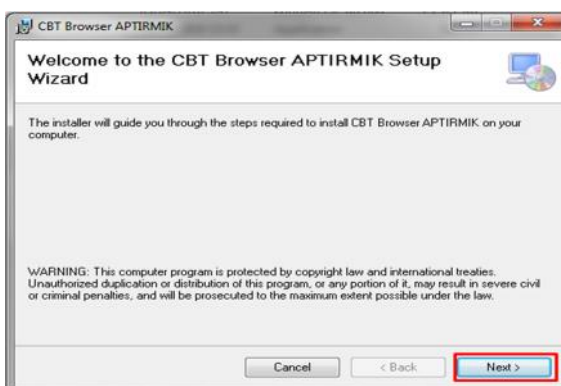 CBT Browser APTIRMIK
Welcome to the CBT Browser APTIRMIK Setup
Wizard
The installer will guide you through the steps required to install CBT Browser APTIRMIK on your
computer.
WARNING: This computer program is protected by copyright law and international treaties.
Unauthorized duplication or distribution of this program, or any portion of it, may result in severe civil
or criminal penalties, and will be prosecuted to the maximum extent possible under the law.
Cancel < Back Next >